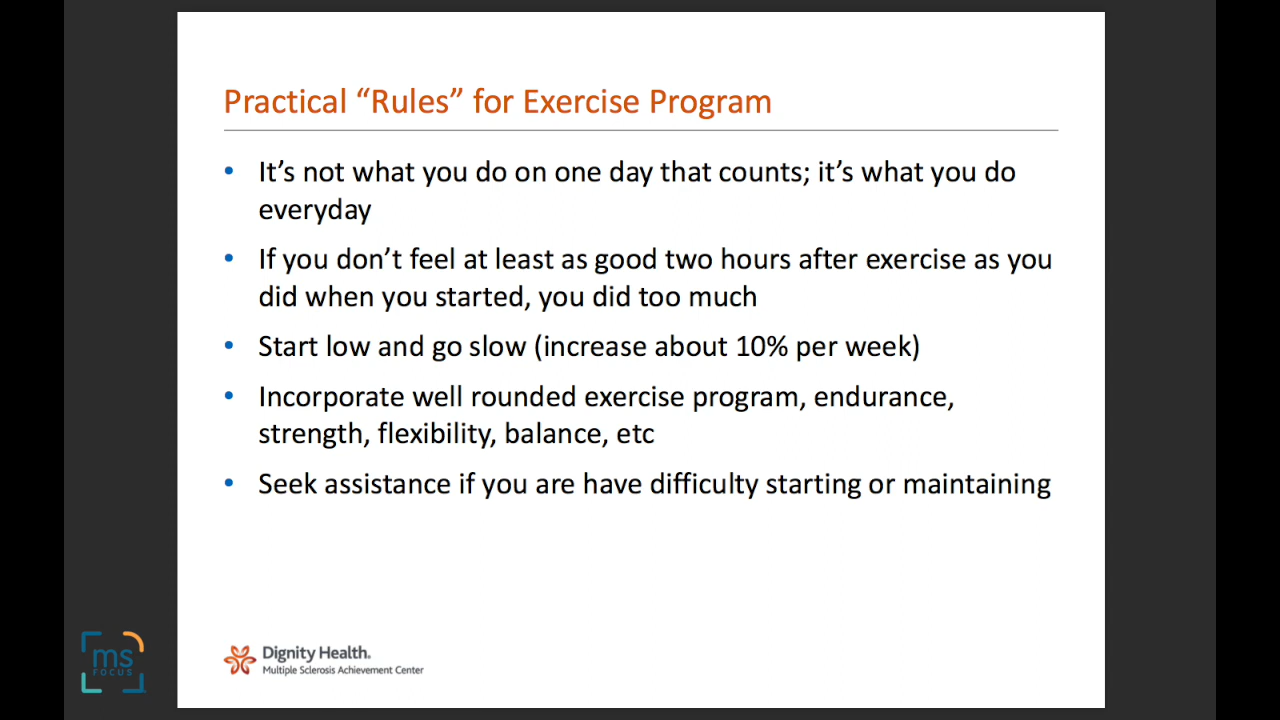 Practical “Rules” for Exercise Program
• It’s not what you do on one day that counts; it’s what you do
everyday
• If you don’t feel at least as good two hours after exercise as you
did when you started, you did too much
• Start low and go slow (increase about 10% per week)
• Incorporate well rounded exercise program, endurance,
strength, flexibility, balance, etc
• Seek assistance if you are have difficulty starting or maintaining
Dignity Health.
Multiple Sclerosis Achievement Center
ms
FOCUS